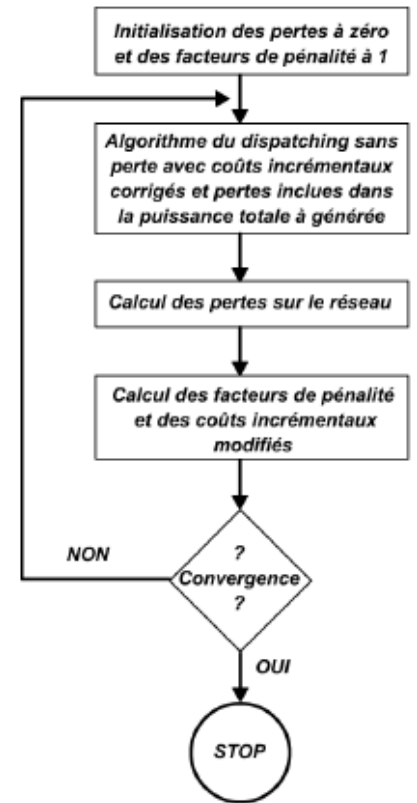 Initialisation des pertes à zéro
et des facteurs de pénalité à 1
Algorithme du dispatching sans
perte avec coûts incrémentaux
corrigés et pertes inclues dans
la puissance totale à générée
Calcul des pertes sur le réseau
Calcul des facteurs de pénalité
et des coûts incrémentaux
modifiés
NON
?
Convergence
?
OUI
STOP